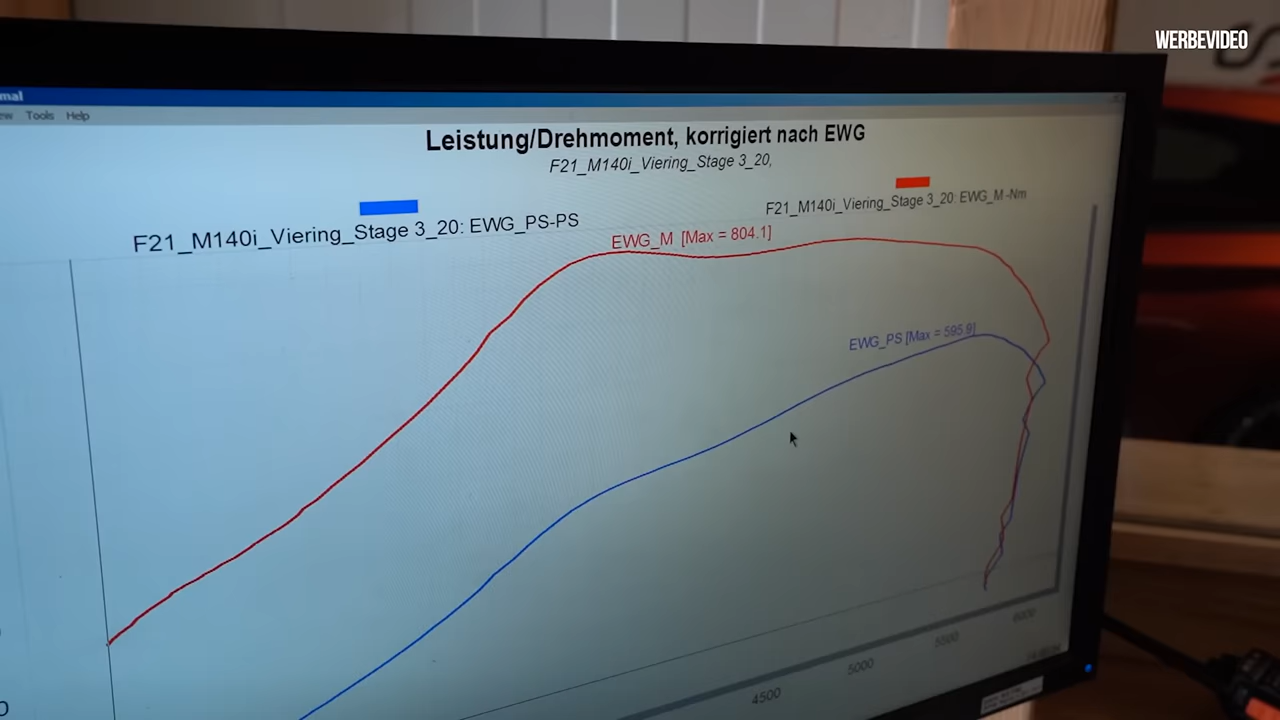 WERBEVIDEO
mal
ew Tools Help
Leistung/Drehmoment, korrigiert nach EWG
F21_M140i_Viering_Stage 3_20,
F21_M140i_Viering_Stage 3_20: EWG_PS-PS
F21_M140i_Viering_Stage 3_20: EWG_M-Nm
EWG_M [Max = 804.1]
EWG_PS [Max = 595.9]
4500
5000
5500
6000